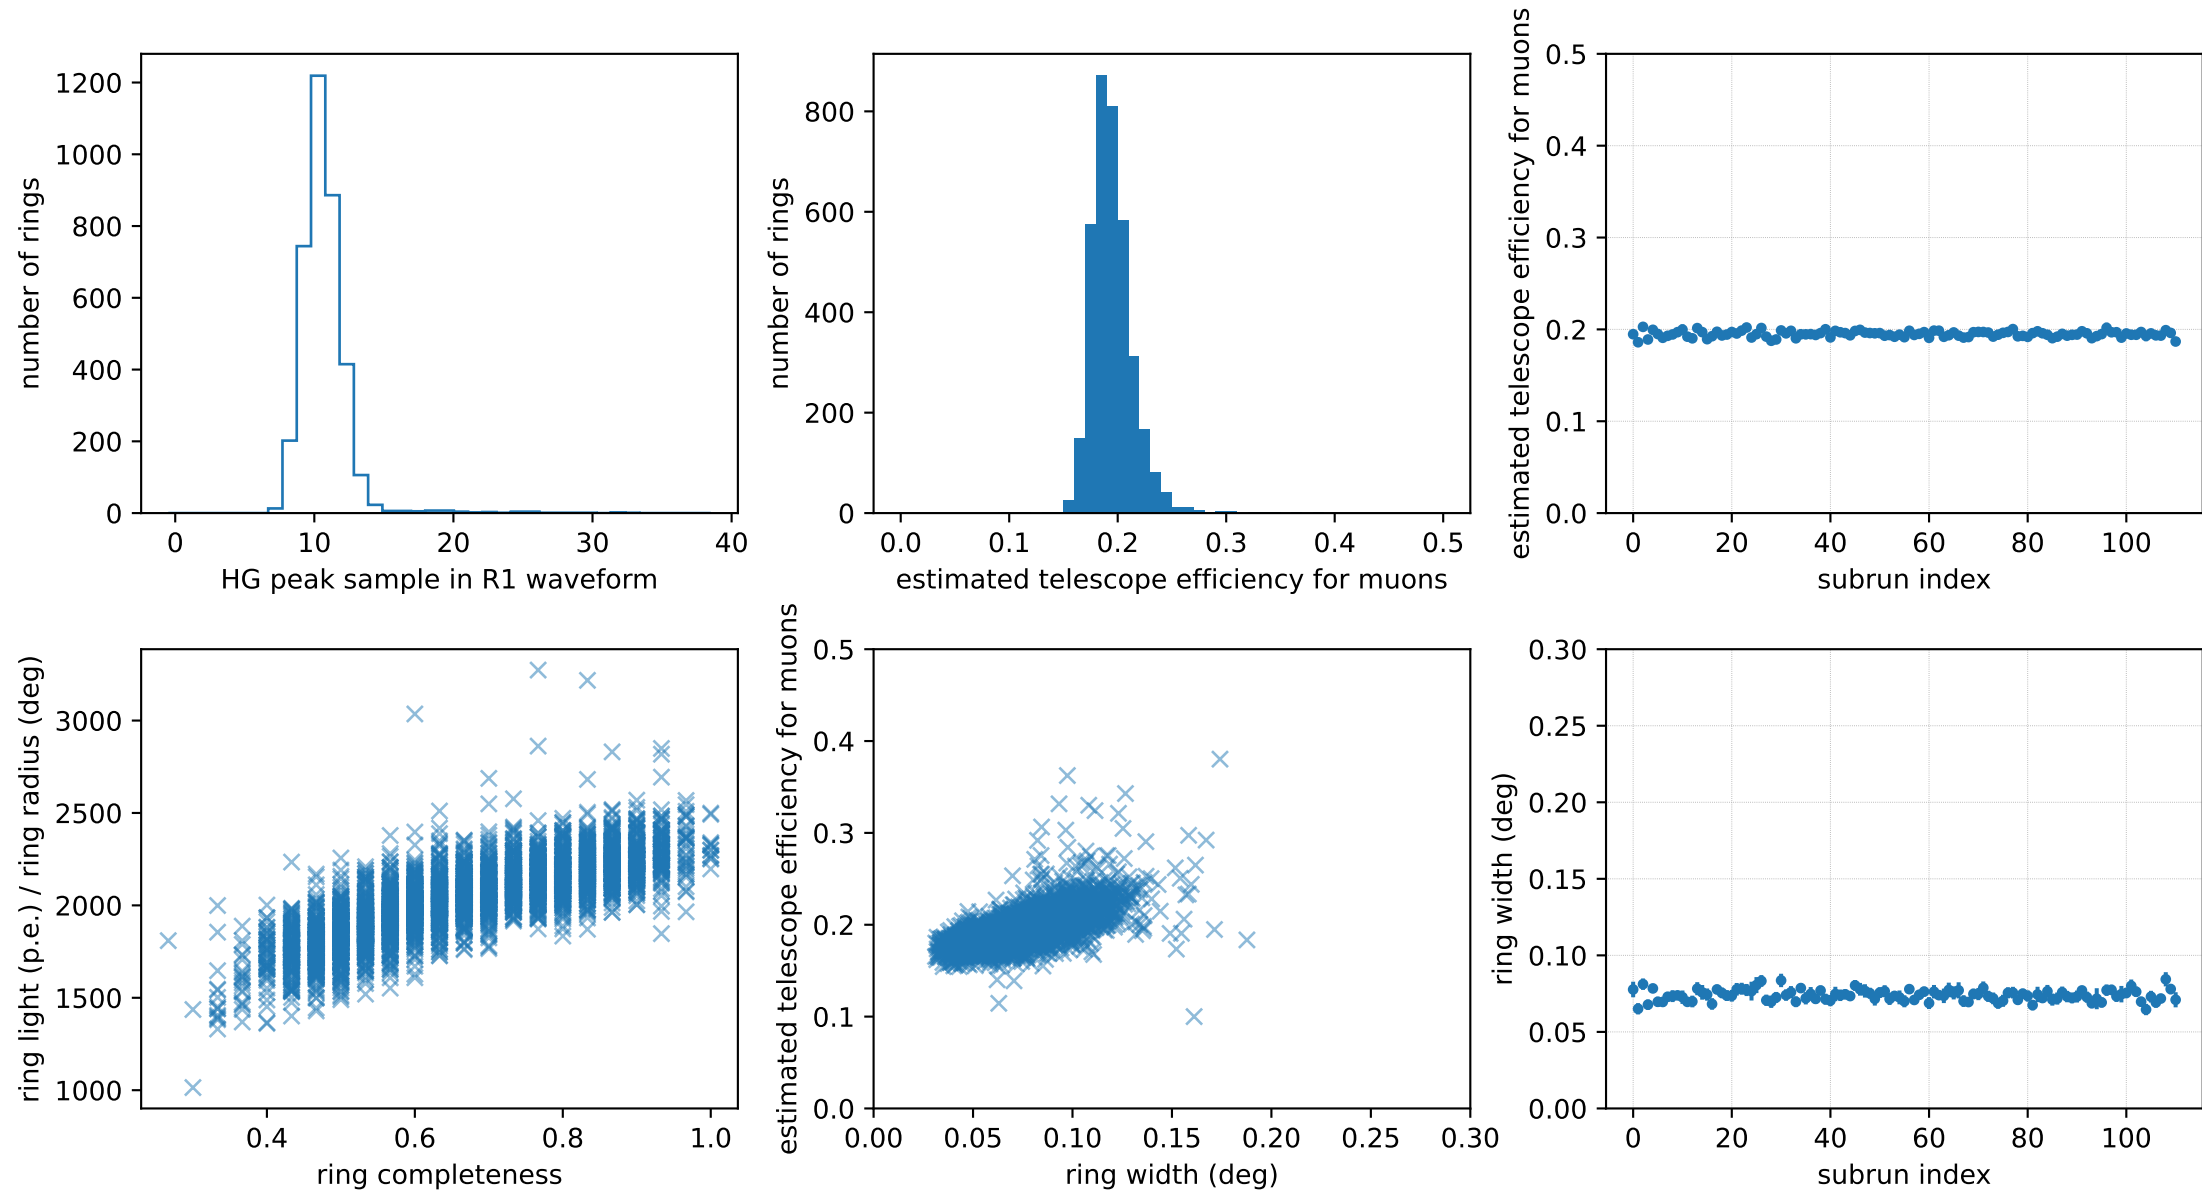 1200
1000
800
600
400
200
0
number of rings
0 10 20 30 40
HG peak sample in R1 waveform
800
600
400
200
0
number of rings
0.0 0.1 0.2 0.3 0.4 0.5
estimated telescope efficiency for muons
0.5
0.4
0.3
0.2
0.1
0.0
estimated telescope efficiency for muons
0 20 40 60 80 100
subrun index
3000
2500
2000
1500
1000
ring light (p.e.) / ring radius (deg)
0.4 0.6 0.8 1.0
ring completeness
0.5
0.4
0.3
0.2
0.1
0.0
estimated telescope efficiency for muons
0.00 0.05 0.10 0.15 0.20 0.25 0.30
ring width (deg)
0.30
0.25
0.20
0.15
0.10
0.05
0.00
ring width (deg)
0 20 40 60 80 100
subrun index